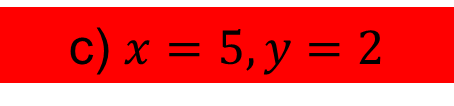 c) x = 5, y = 2